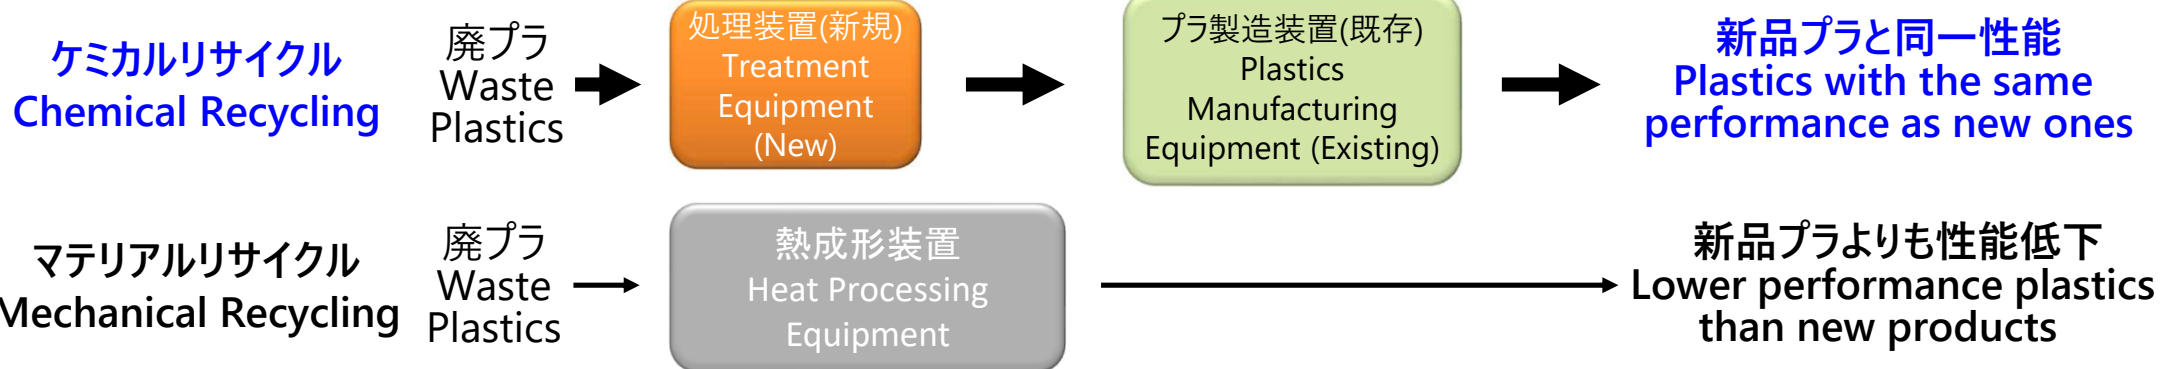 ケミカルリサイクル
Chemical Recycling
廃プラ
Waste
Plastics
処理装置(新規)
Treatment
Equipment
(New)
プラ製造装置(既存)
Plastics
Manufacturing
Equipment (Existing)
新品プラと同一性能
Plastics with the same
performance as new ones
マテリアルリサイクル
Mechanical Recycling
廃プラ
Waste
Plastics
熱成形装置
Heat Processing
Equipment
新品プラよりも性能低下
Lower performance plastics
than new products